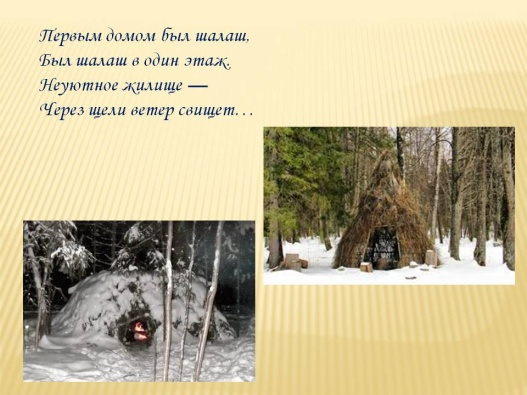 Первым домом был шалаш,
Был шалаш в один этаж.
Неуютное жилище —
Через щели ветер свищет…